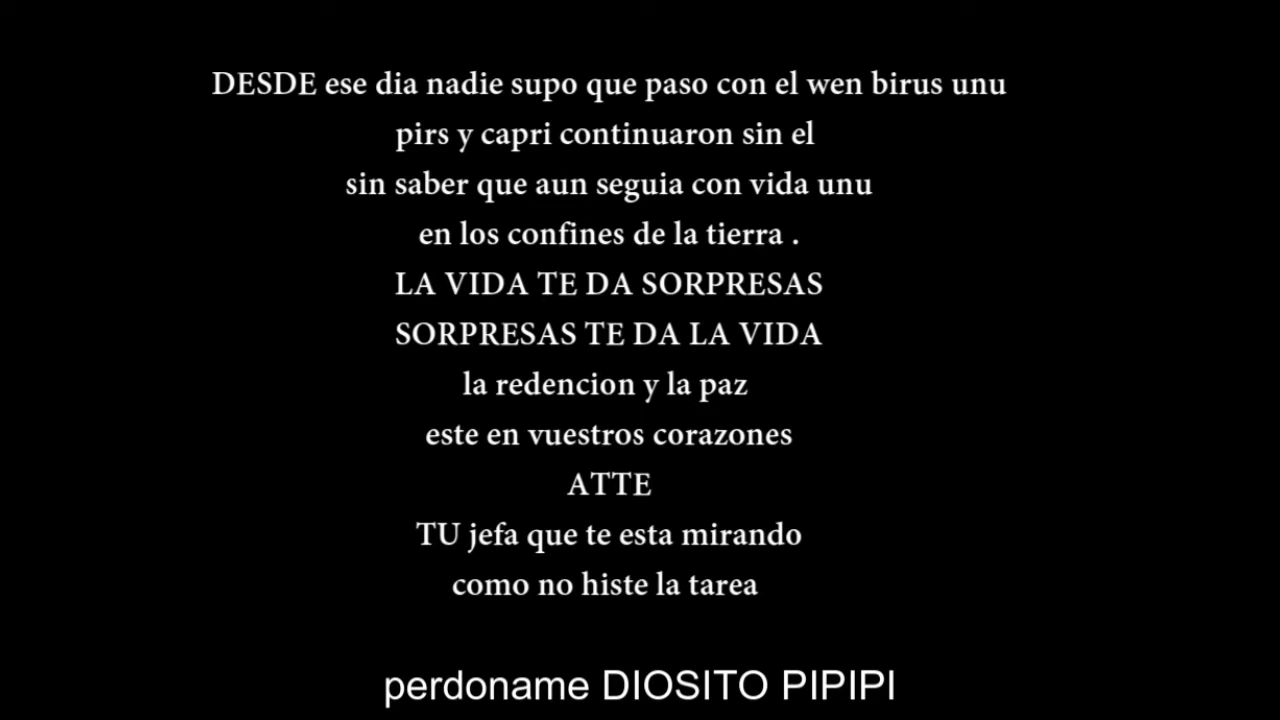 DESDE ese dia nadie supo que paso con el wen birus unu
pirs y capri continuaron sin el
sin saber que aun seguia con vida unu
en los confines de la tierra .
LA VIDA TE DA SORPRESAS
SORPRESAS TE DA LA VIDA
la redencion y la paz
este en vuestros corazones
ATTE
TU jefa que te esta mirando
como no histe la tarea
perdoname DIOSITO PIPIPI